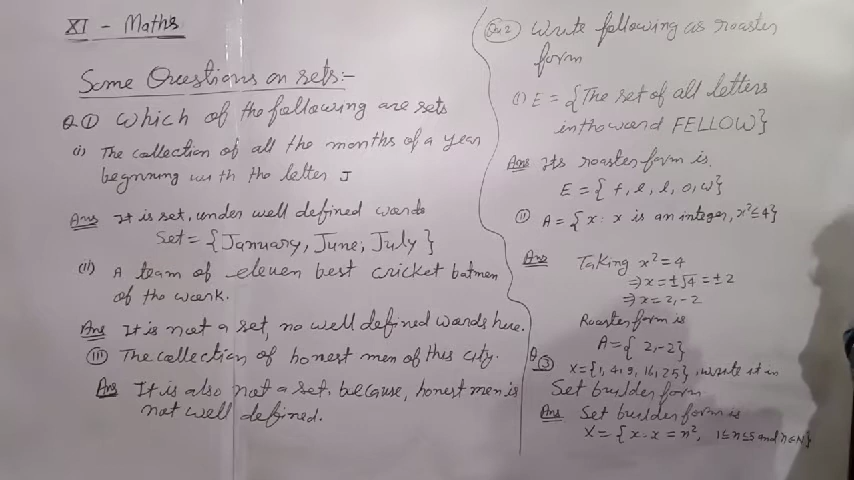 XI - Maths
Some Questions on sets:-
Q.① Which of the following are sets
(i) The collection of all the months of a year
beginning with the letter J
Ans It is set, under well defined words
Set = {January, June, July}
(ii) A team of eleven best cricket batmen
of the work.
Ans It is not a set, no well defined words here.
(iii) The collection of honest men of this city.
Ans It is also not a set. because, honest men is
not well defined.
Qu 2 Write following as roaster
form
(i) E = {The set of all letters
in the word FELLOW}
Ans Its roaster form is.
E = { f, e, l, o, w}
(ii) A = {x : x is an integer, x² ≤ 4}
Ans Taking x² = 4
⇒ x = ±√4 = ±2
⇒ x = 2, -2
Roaster form is
A = { 2, -2}
Q ③ X = {1, 4, 9, 16, 25}, write it in
Set builder form
Ans Set builder form is
X = {x : x = n², 1 ≤ n ≤ 5 and n ∈ N}